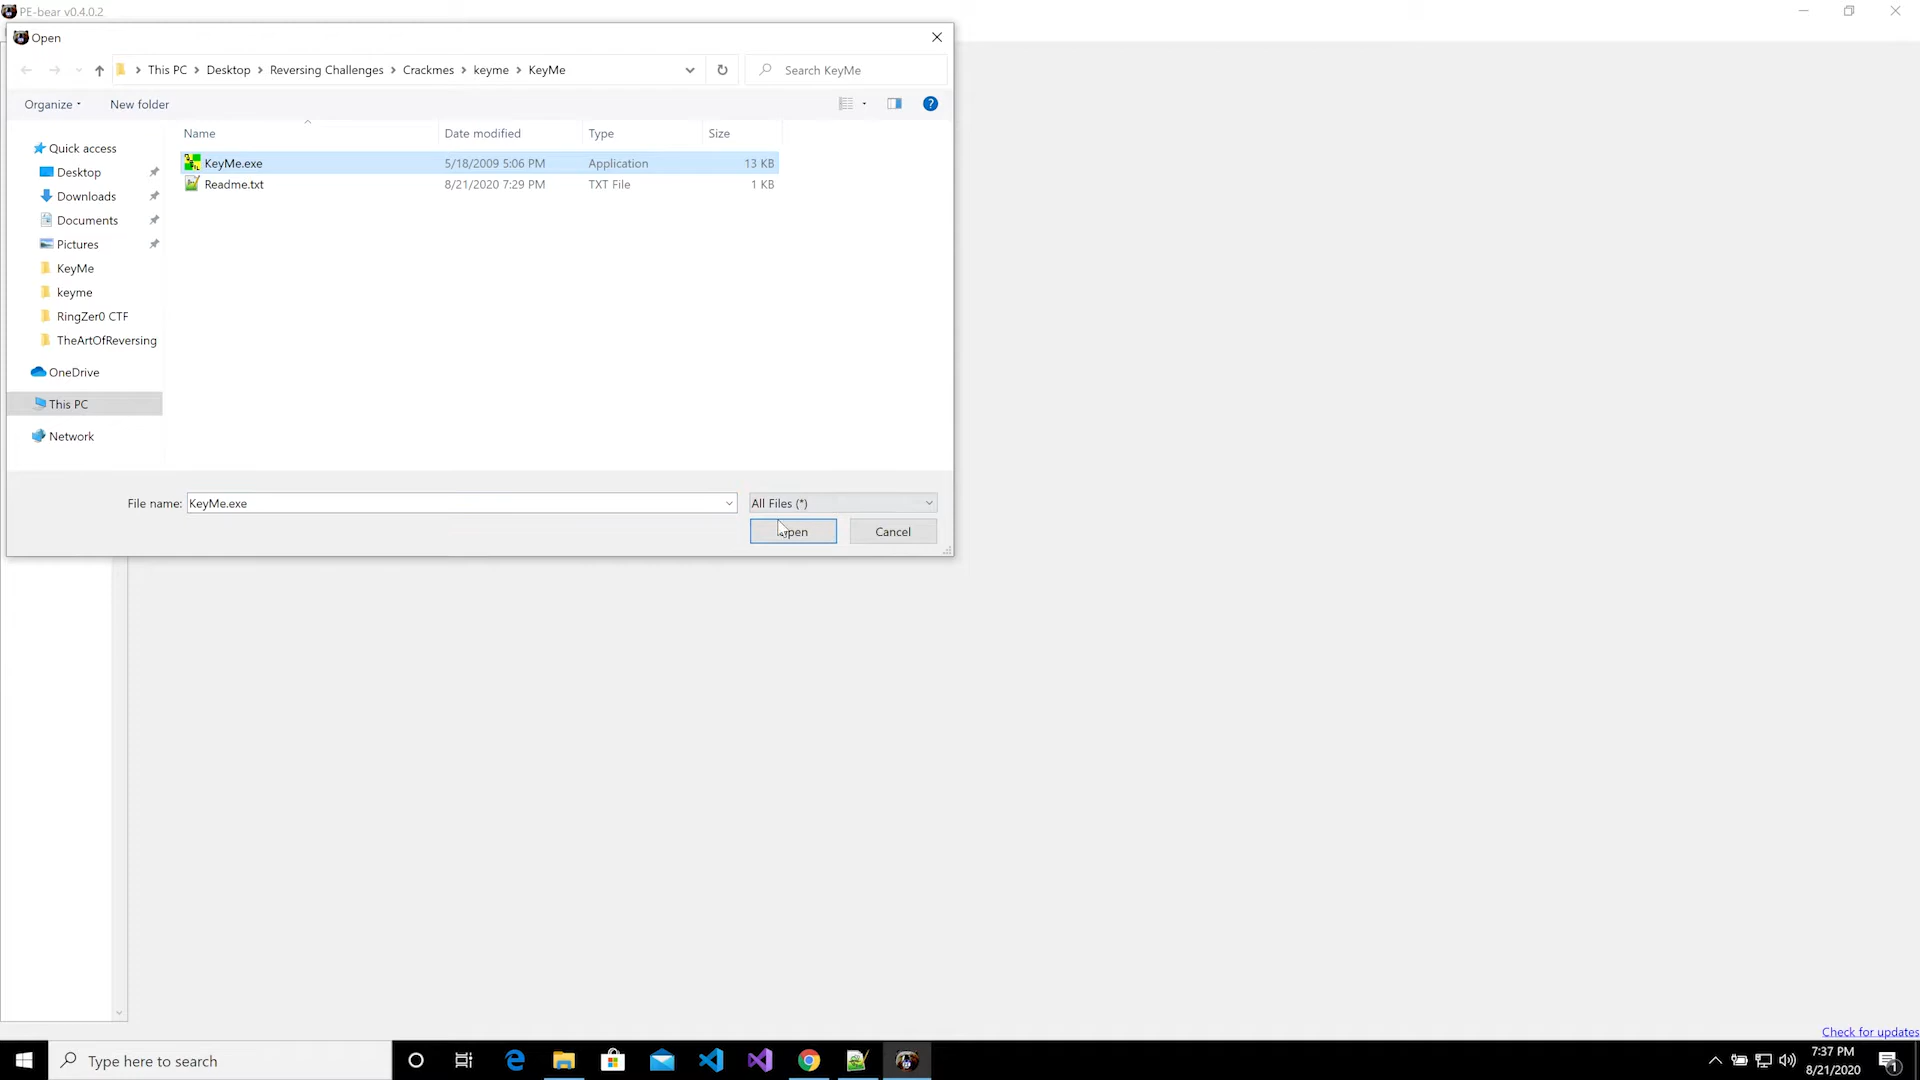 PE-bear v0.4.0.2
Open
This PC > Desktop > Reversing Challenges > Crackmes > keyme > KeyMe
Search KeyMe
Organize
New folder
?
Name Date modified Type Size
KeyMe.exe 5/18/2009 5:06 PM Application 13 KB
Readme.txt 8/21/2020 7:29 PM TXT File 1 KB
Quick access
Desktop
Downloads
Documents
Pictures
KeyMe
keyme
RingZer0 CTF
TheArtOfReversing
OneDrive
This PC
Network
File name: KeyMe.exe
All Files (*)
Open
Cancel
Check for updates
Type here to search
7:37 PM
8/21/2020
1